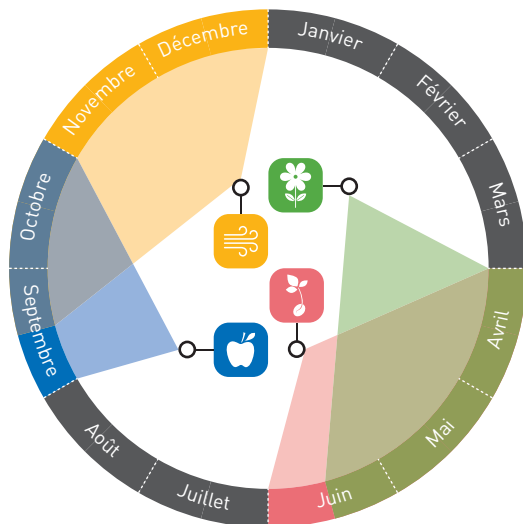 Janvier
Février
Mars
Avril
Mai
Juin
Juillet
Août
Septembre
Octobre
Novembre
Décembre